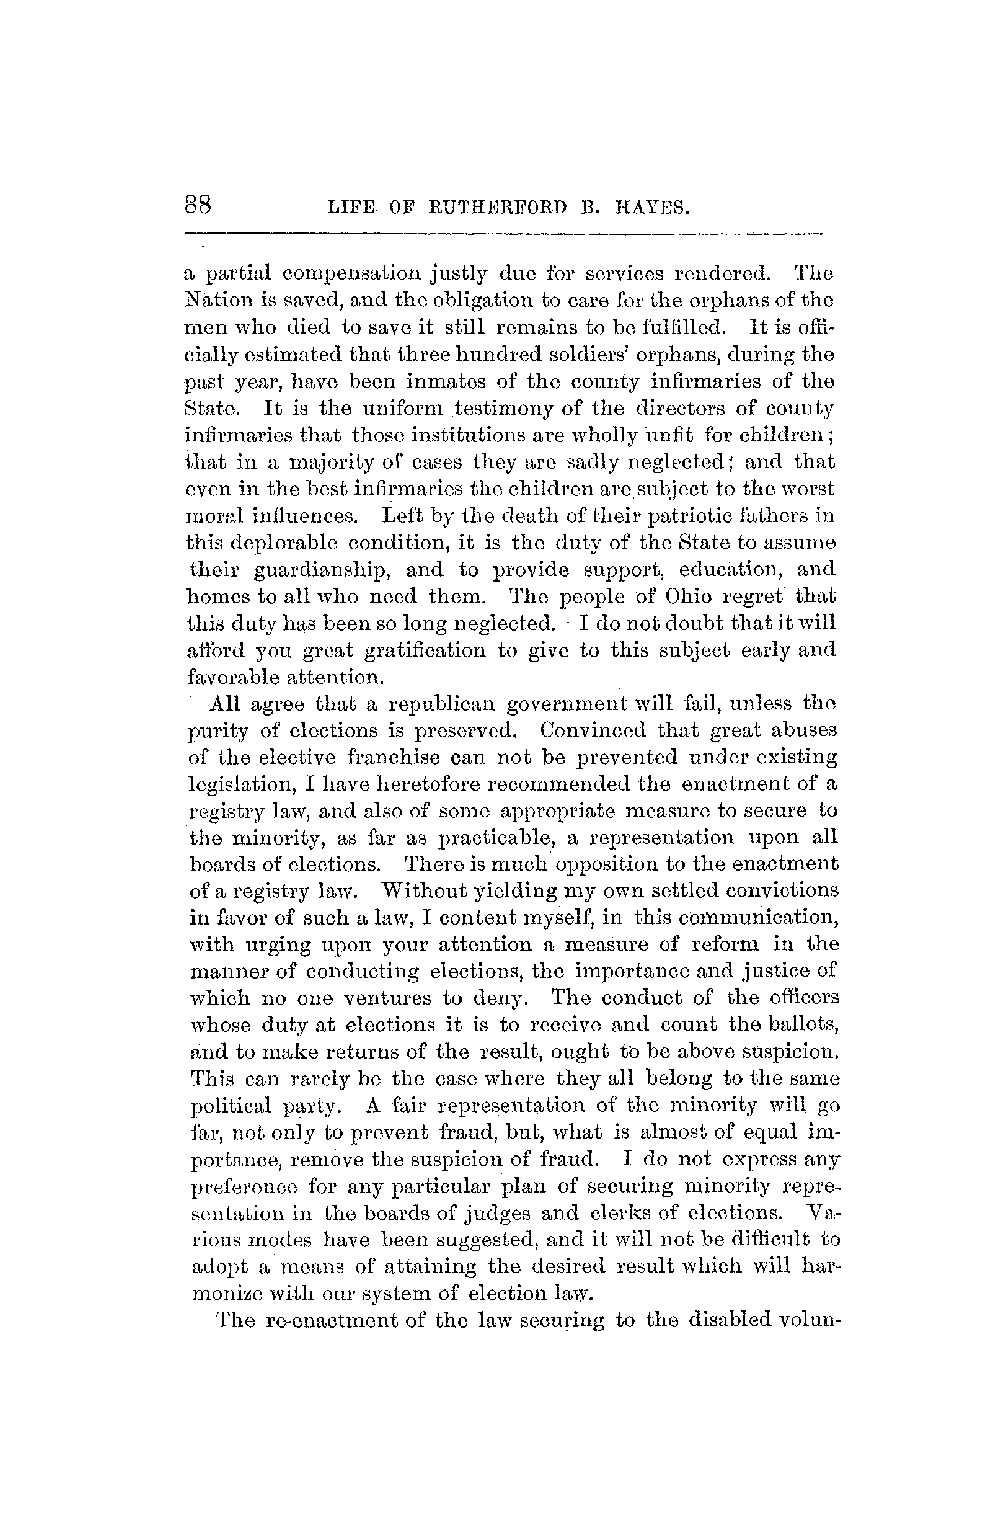 88 LIFE OF RUTHERFORD B. HAYES.
a partial compensation justly due for services rendered. The
Nation is saved, and the obligation to care for the orphans of the
men who died to save it still remains to be fulfilled. It is offi-
cially estimated that three hundred soldiers' orphans, during the
past year, have been inmates of the county infirmaries of the
State. It is the uniform testimony of the directors of county
infirmaries that those institutions are wholly unfit for children;
that in a majority of cases they are sadly neglected; and that
even in the best infirmaries the children are subject to the worst
moral influences. Left by the death of their patriotic fathers in
this deplorable condition, it is the duty of the State to assume
their guardianship, and to provide support, education, and
homes to all who need them. The people of Ohio regret that
this duty has been so long neglected. I do not doubt that it will
afford you great gratification to give to this subject early and
favorable attention.
All agree that a republican government will fail, unless the
purity of elections is preserved. Convinced that great abuses
of the elective franchise can not be prevented under existing
legislation, I have heretofore recommended the enactment of a
registry law, and also of some appropriate measure to secure to
the minority, as far as practicable, a representation upon all
boards of elections. There is much opposition to the enactment
of a registry law. Without yielding my own settled convictions
in favor of such a law, I content myself, in this communication,
with urging upon your attention a measure of reform in the
manner of conducting elections, the importance and justice of
which no one ventures to deny. The conduct of the officers
whose duty at elections it is to receive and count the ballots,
and to make returns of the result, ought to be above suspicion.
This can rarely be the case where they all belong to the same
political party. A fair representation of the minority will go
far, not only to prevent fraud, but, what is almost of equal im-
portance, remove the suspicion of fraud. I do not express any
preference for any particular plan of securing minority repre-
sentation in the boards of judges and clerks of elections. Va-
rious modes have been suggested, and it will not be difficult to
adopt a means of attaining the desired result which will har-
monize with our system of election law.
The re-enactment of the law securing to the disabled volun-